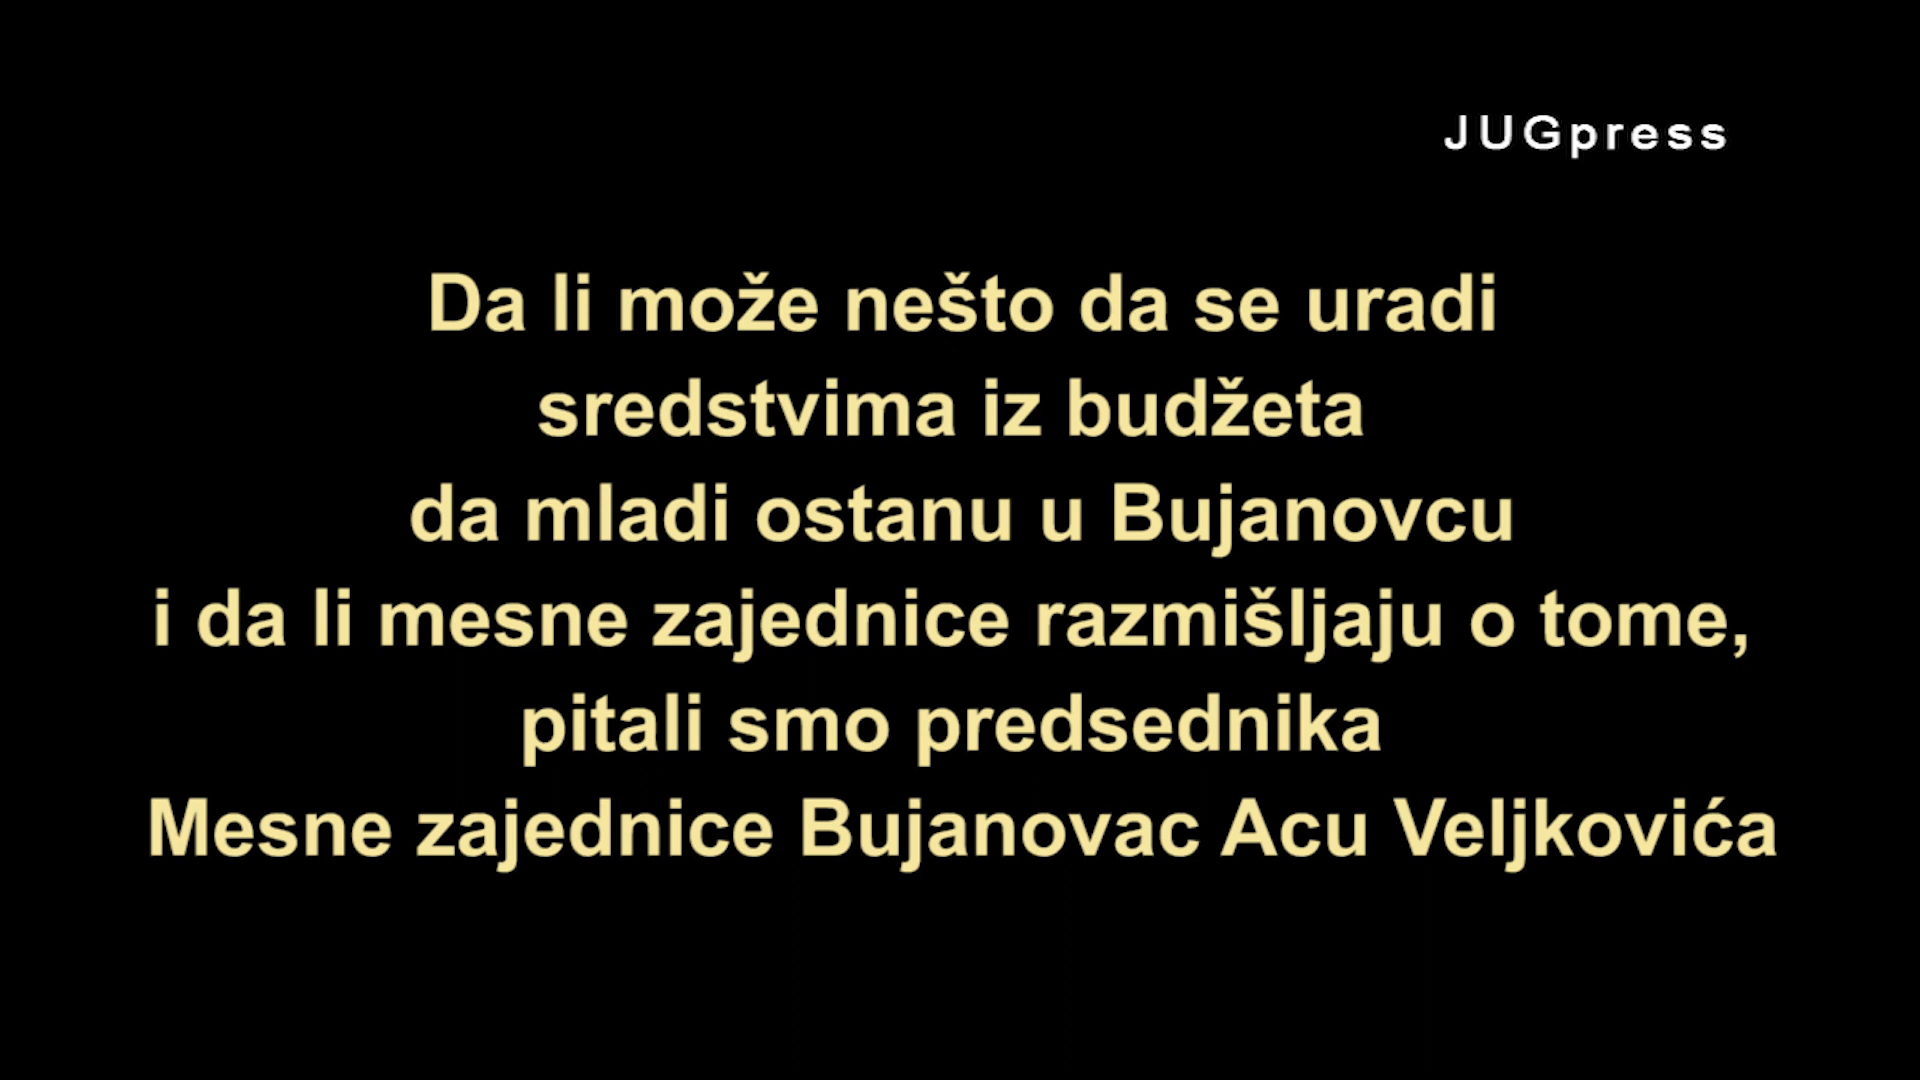 JUGpress
Da li može nešto da se uradi
sredstvima iz budžeta
da mladi ostanu u Bujanovcu
i da li mesne zajednice razmišljaju o tome,
pitali smo predsednika
Mesne zajednice Bujanovac Acu Veljkovića